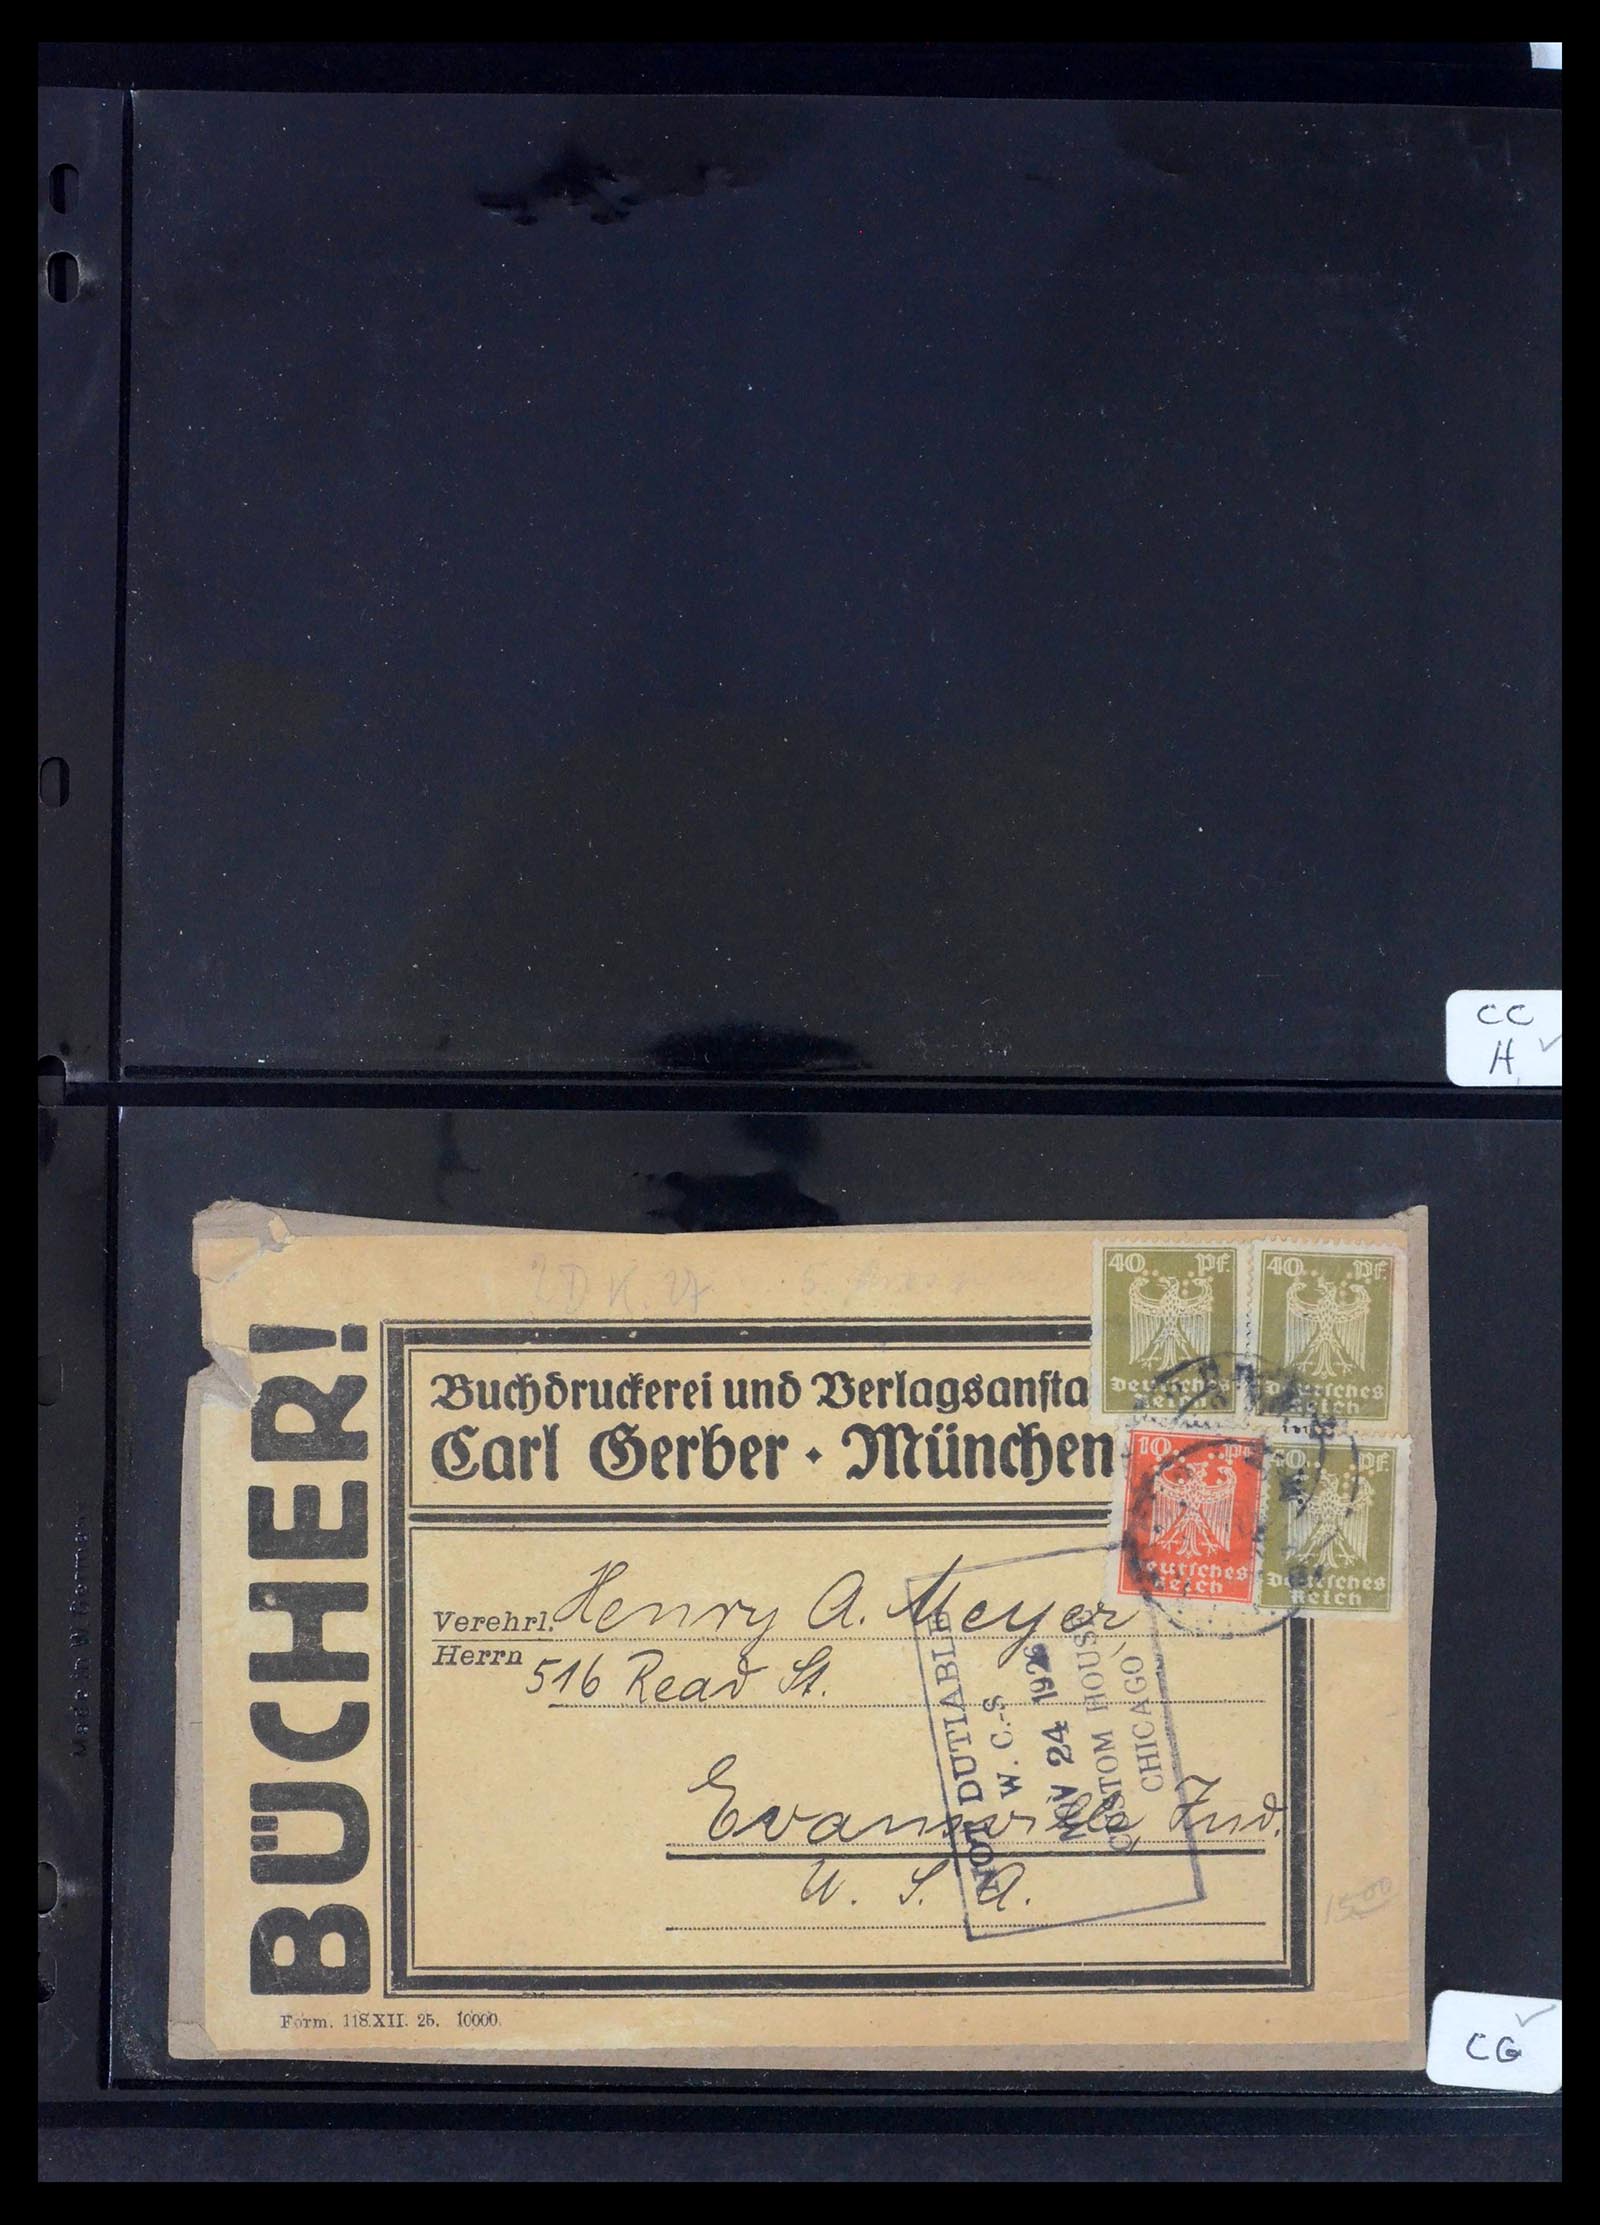 CC
H
BÜCHER!
Buchdruckerei und Verlagsansta
Carl Gerber · München
40 Pf.
Deutsches
Reich
40 Pf.
Deutsches
Reich
10 Pf
Deutsches
Reich
40 Pf.
Deutsches
Reich
Verehrl. Henry A. Meyer,
Herrn
516 Read St.
Evansville, Ind.
U. S. A.
NOT DUTIABLE
W. C.-S
NOV 24 1926
CUSTOM HOUSE
CHICAGO
15.00
Form. 118.XII. 25. 10000.
CG
Made in W. Germany